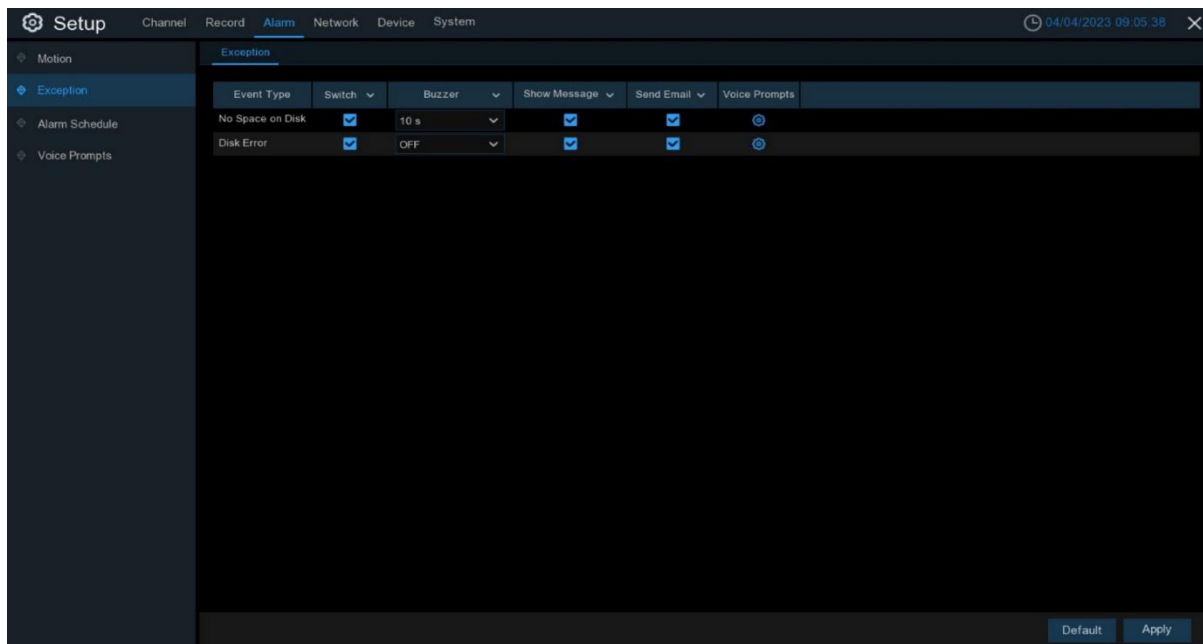 Setup Channel Record Alarm Network Device System 04/04/2023 09:05:38
Motion
Exception
Alarm Schedule
Voice Prompts
Exception
Event Type Switch Buzzer Show Message Send Email Voice Prompts
No Space on Disk 10 s
Disk Error OFF
Default Apply